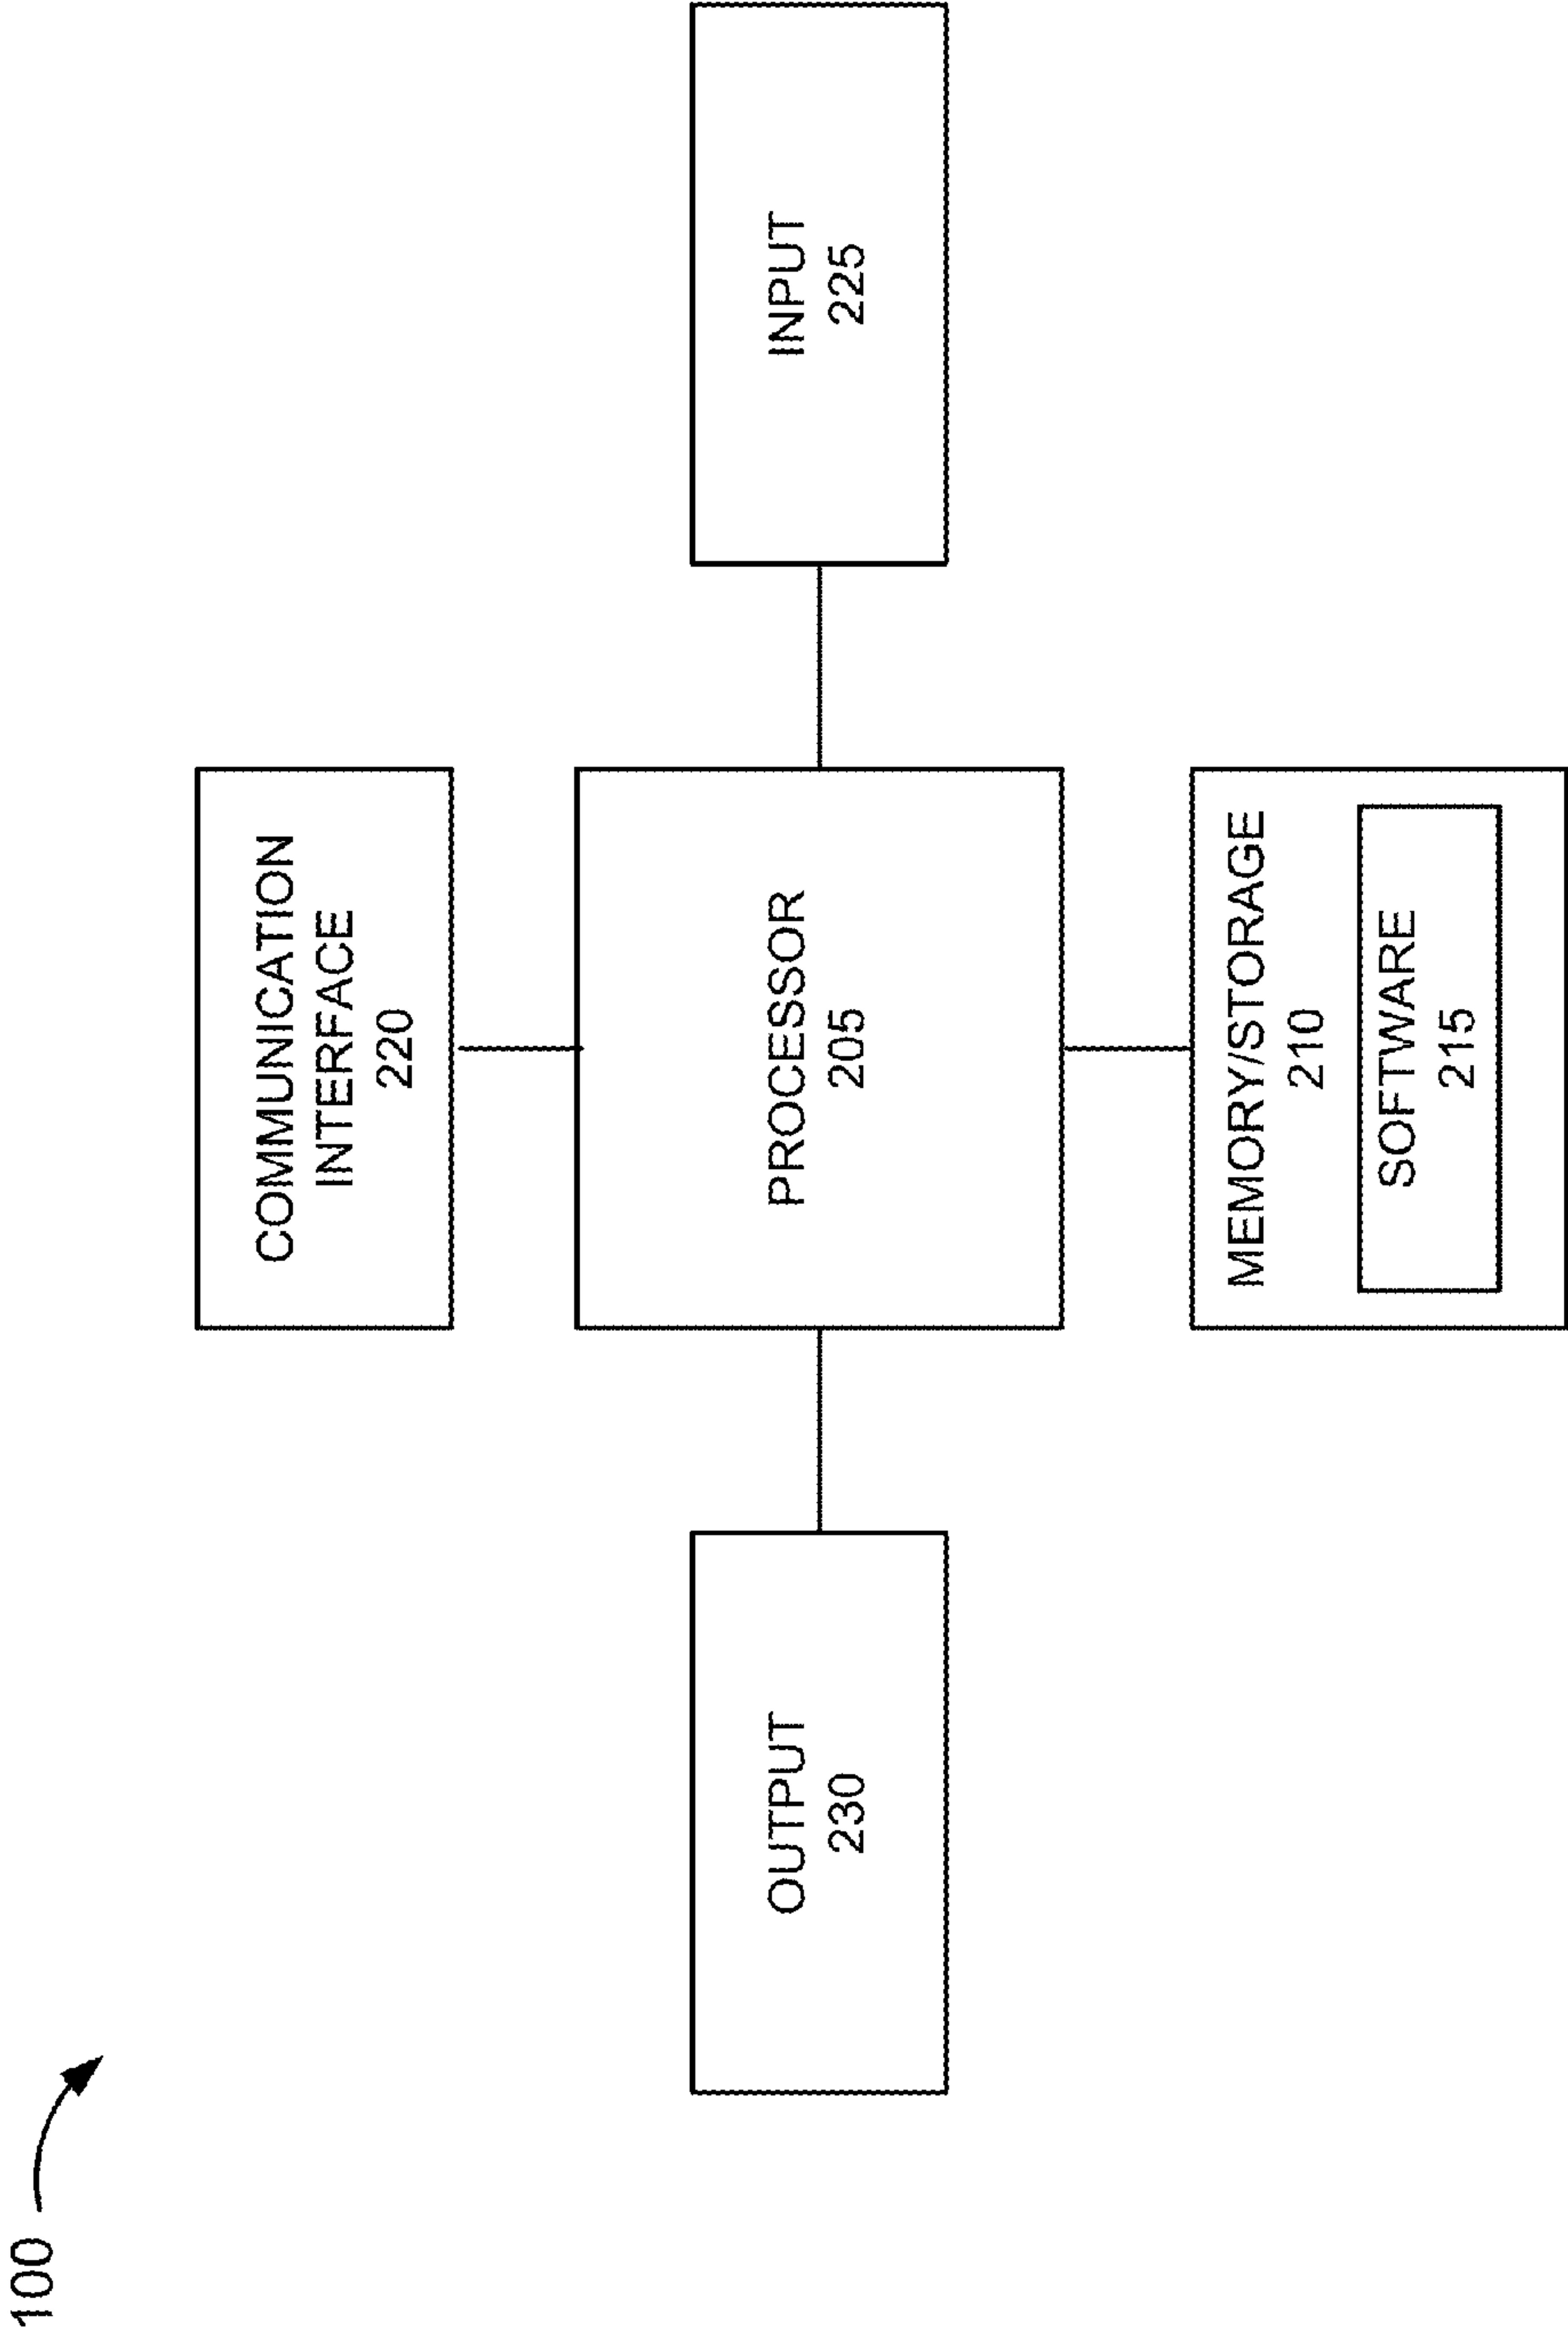 100
COMMUNICATION
INTERFACE
220
OUTPUT
230
PROCESSOR
205
INPUT
225
MEMORY/STORAGE
210
SOFTWARE
215